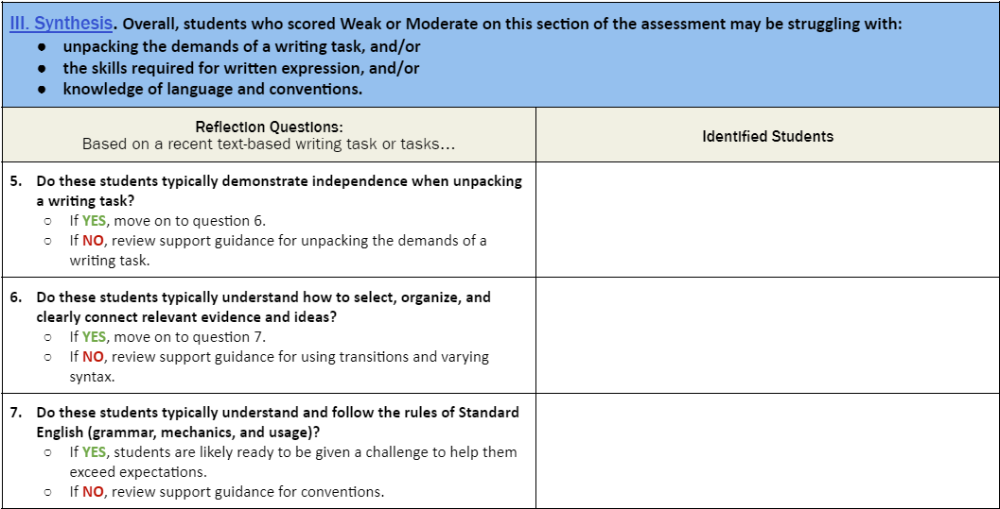 III. Synthesis. Overall, students who scored Weak or Moderate on this section of the assessment may be struggling with:
● unpacking the demands of a writing task, and/or
● the skills required for written expression, and/or
● knowledge of language and conventions.
Reflection Questions:
Based on a recent text-based writing task or tasks…
Identified Students
5. Do these students typically demonstrate independence when unpacking
a writing task?
○ If YES, move on to question 6.
○ If NO, review support guidance for unpacking the demands of a
writing task.
6. Do these students typically understand how to select, organize, and
clearly connect relevant evidence and ideas?
○ If YES, move on to question 7.
○ If NO, review support guidance for using transitions and varying
syntax.
7. Do these students typically understand and follow the rules of Standard
English (grammar, mechanics, and usage)?
○ If YES, students are likely ready to be given a challenge to help them
exceed expectations.
○ If NO, review support guidance for conventions.